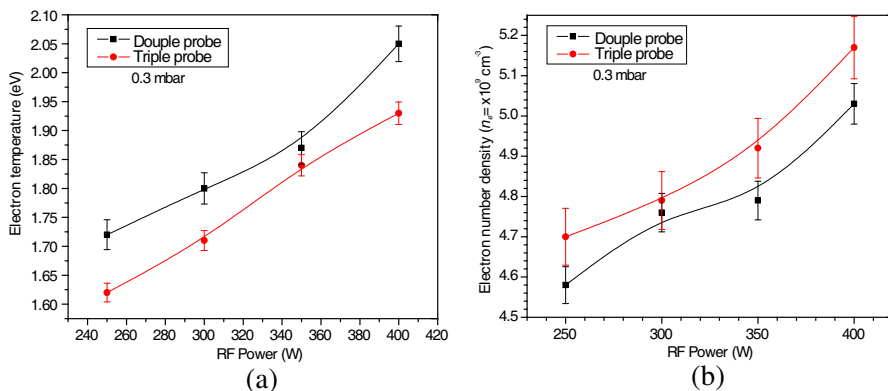 2.10
2.05
2.00
1.95
1.90
1.85
1.80
1.75
1.70
1.65
1.60
Electron temperature (eV)
Douple probe
Triple probe
0.3 mbar
240 260 280 300 320 340 360 380 400 420
RF Power (W)
(a)
5.2
5.1
5.0
4.9
4.8
4.7
4.6
4.5
Electron number density (nₑ= x10⁹ cm⁻³)
Douple probe
Triple probe
0.3 mbar
250 300 350 400
RF Power (W)
(b)